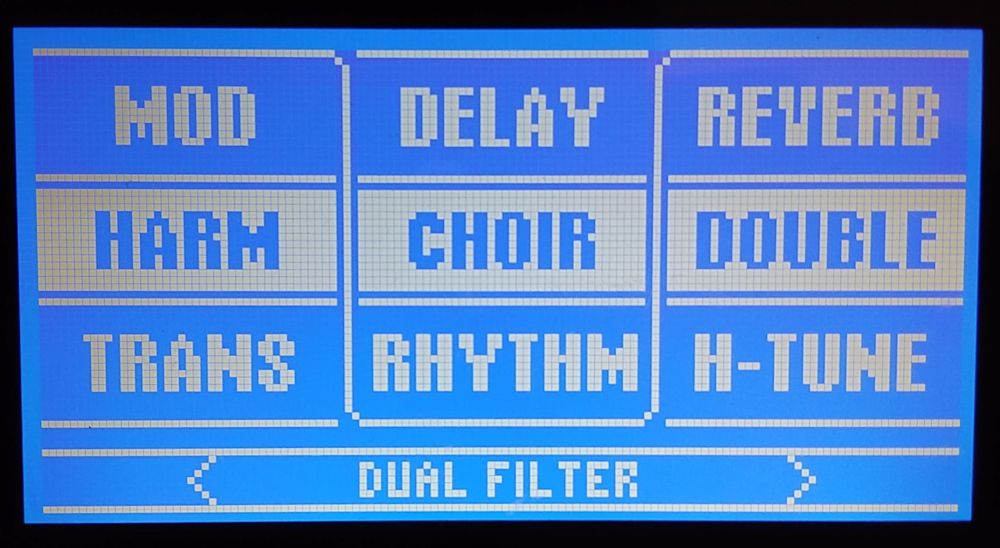 MOD DELAY REVERB
HARM CHOIR DOUBLE
TRANS RHYTHM H-TUNE
DUAL FILTER